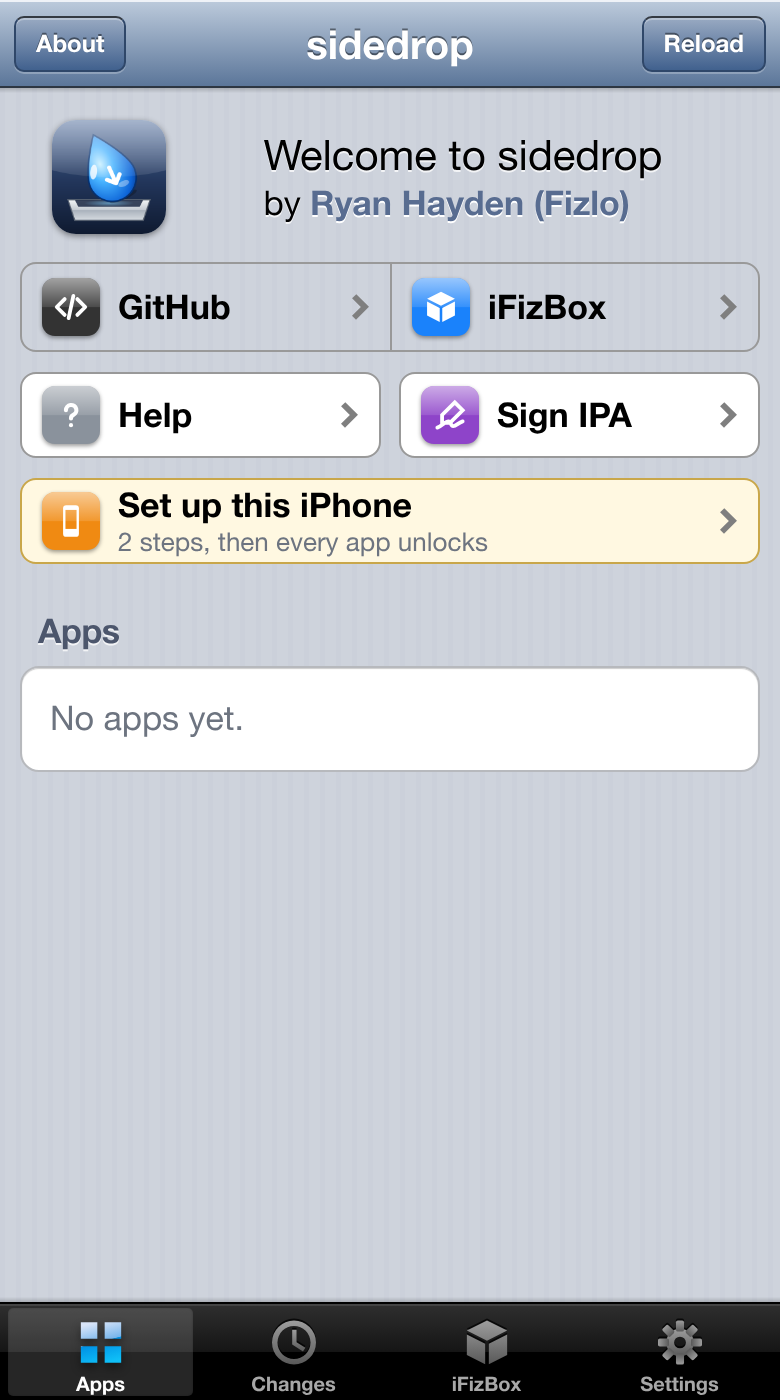 About
sidedrop
Reload
Welcome to sidedrop
by Ryan Hayden (Fizlo)
GitHub
iFizBox
?
Help
Sign IPA
Set up this iPhone
2 steps, then every app unlocks
Apps
No apps yet.
Apps
Changes
iFizBox
Settings